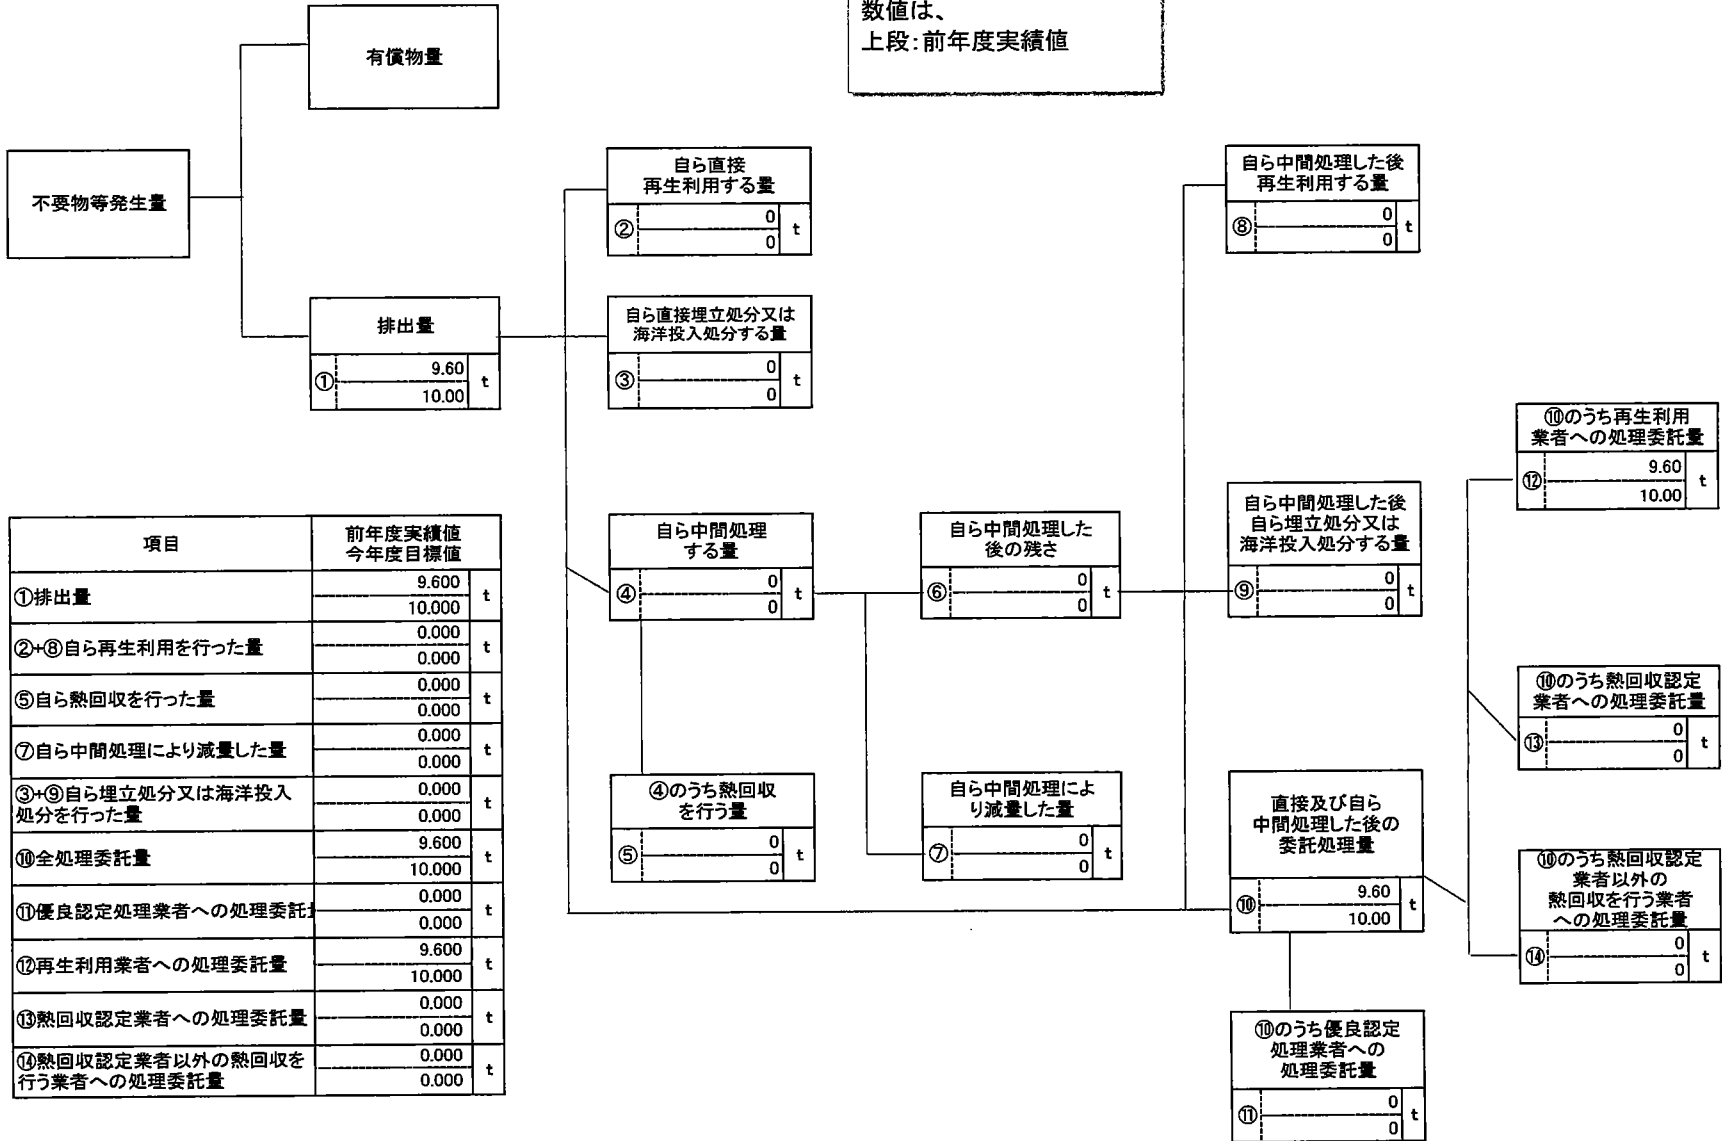 数値は、
上段:前年度実績値
有償物量
不要物等発生量
排出量
① 9.60 t
10.00
自ら直接
再生利用する量
② 0 t
0
自ら直接埋立処分又は
海洋投入処分する量
③ 0 t
0
自ら中間処理
する量
④ 0 t
0
④のうち熱回収
を行う量
⑤ 0 t
0
自ら中間処理した
後の残さ
⑥ 0 t
0
自ら中間処理によ
り減量した量
⑦ 0 t
0
自ら中間処理した後
再生利用する量
⑧ 0 t
0
自ら中間処理した後
自ら埋立処分又は
海洋投入処分する量
⑨ 0 t
0
直接及び自ら
中間処理した後の
委託処理量
⑩ 9.60 t
10.00
⑩のうち優良認定
処理業者への
処理委託量
⑪ 0 t
0
⑩のうち再生利用
業者への処理委託量
⑫ 9.60 t
10.00
⑩のうち熱回収認定
業者への処理委託量
⑬ 0 t
0
⑩のうち熱回収認定
業者以外の
熱回収を行う業者
への処理委託量
⑭ 0 t
0
項目 前年度実績値
今年度目標値
①排出量 9.600 t
10.000
②+⑧自ら再生利用を行った量 0.000 t
0.000
⑤自ら熱回収を行った量 0.000 t
0.000
⑦自ら中間処理により減量した量 0.000 t
0.000
③+⑨自ら埋立処分又は海洋投入
処分を行った量 0.000 t
0.000
⑩全処理委託量 9.600 t
10.000
⑪優良認定処理業者への処理委託 0.000 t
0.000
⑫再生利用業者への処理委託量 9.600 t
10.000
⑬熱回収認定業者への処理委託量 0.000 t
0.000
⑭熱回収認定業者以外の熱回収を
行う業者への処理委託量 0.000 t
0.000